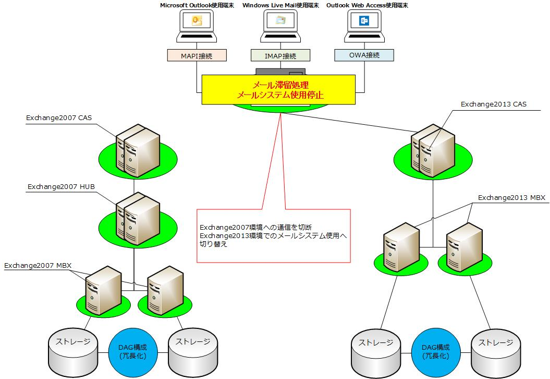 Microsoft Outlook使用端末
Windows Live Mail使用端末
Outlook Web Access使用端末
MAPI接続
IMAP接続
OWA接続
メール滞留処理
メールシステム使用停止
Exchange2007 CAS
Exchange2013 CAS
Exchange2007 HUB
Exchange2013 MBX
Exchange2007環境への通信を切断
Exchange2013環境でのメールシステム使用へ
切り替え
Exchange2007 MBX
ストレージ
DAG構成
(冗長化)
ストレージ
ストレージ
DAG構成
(冗長化)
ストレージ